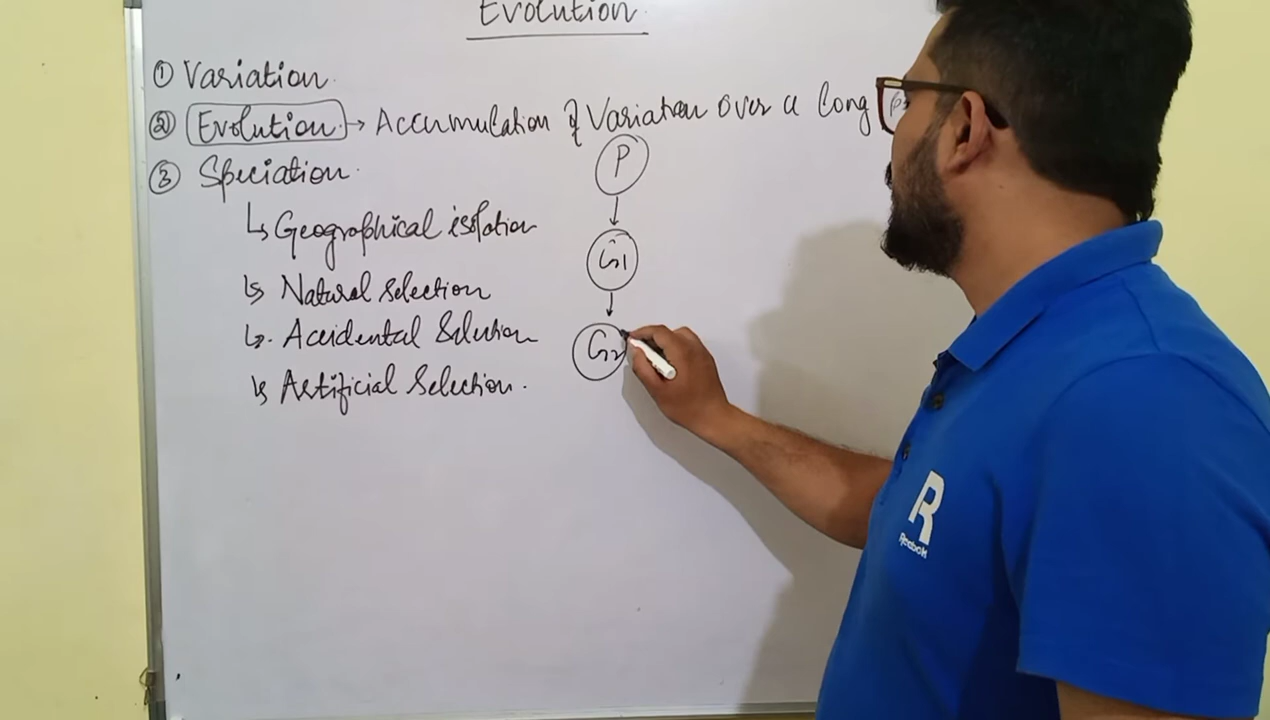 Evolution
① Variation.
② Evolution. → Accumulation of Variation over a long
③ Speciation.
↳ Geographical isolation
↳ Natural Selection
↳. Accidental Selection
↳ Artificial Selection.
P
G1
G2
R
Reebok